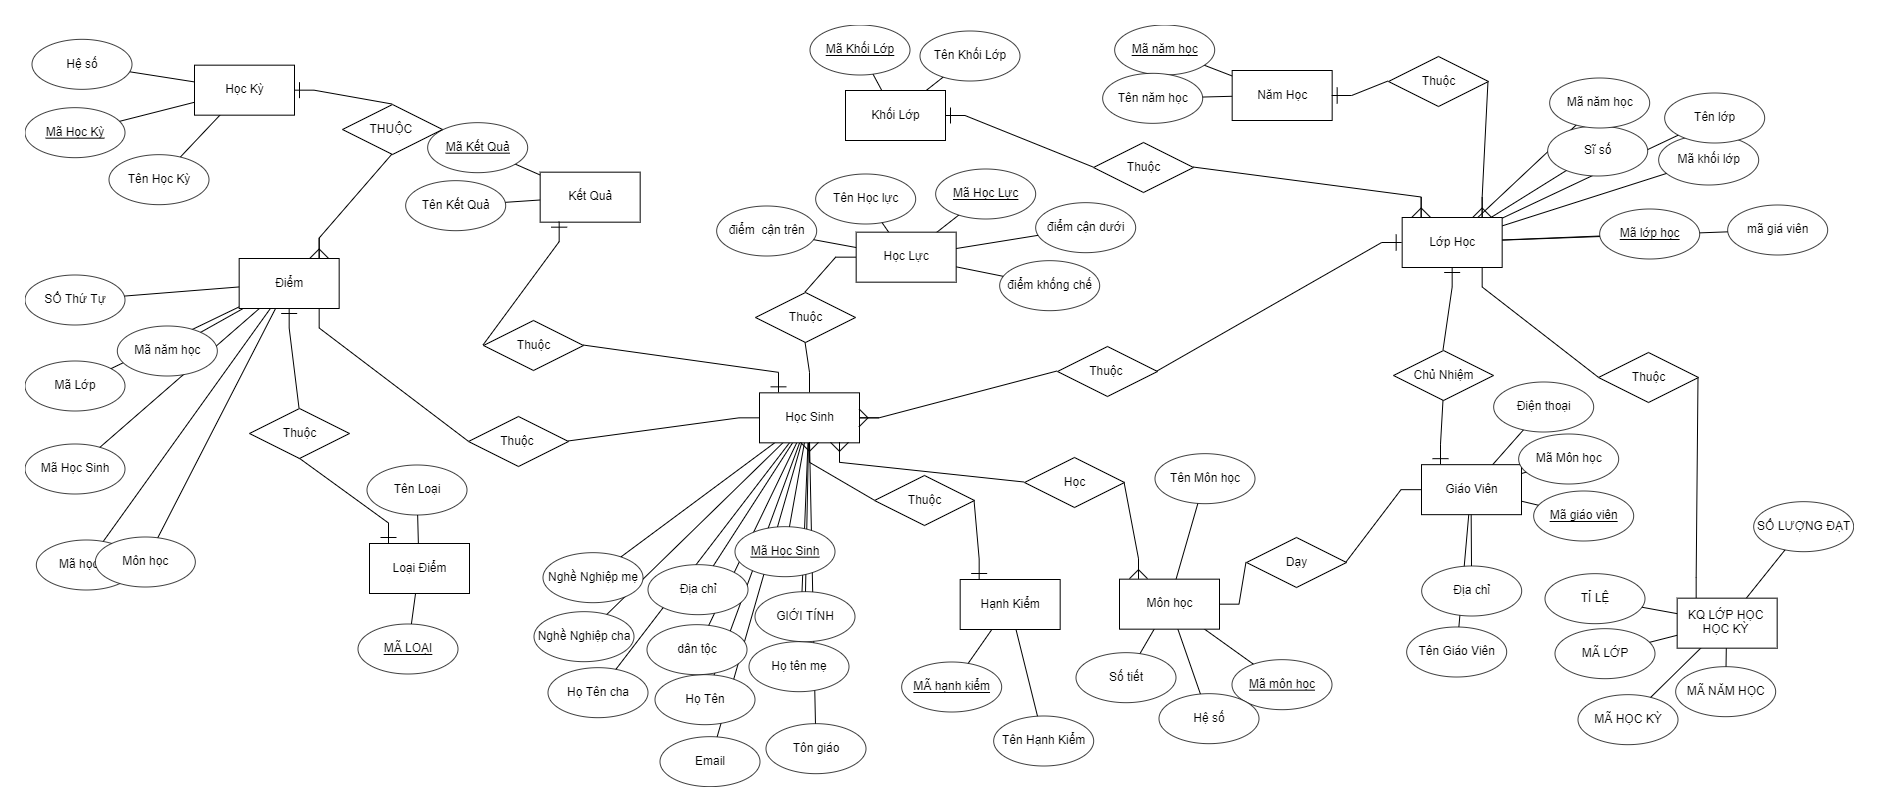 Hệ số
Học Kỳ
Mã Học Kỳ
Tên Học Kỳ
THUỘC
Mã Kết Quả
Tên Kết Quả
Kết Quả
Mã Khối Lớp
Tên Khối Lớp
Khối Lớp
Mã năm học
Tên năm học
Năm Học
Thuộc
Thuộc
Mã năm học
Sĩ số
Tên lớp
Mã khối lớp
Mã lớp học
mã giá viên
Lớp Học
Tên Học lực
Mã Học Lực
điểm cận trên
điểm cận dưới
Học Lực
điểm khống chế
Điểm
SỐ Thứ Tự
Mã năm học
Mã Lớp
Mã Học Sinh
Mã học
Môn học
Thuộc
Thuộc
Thuộc
Thuộc
Thuộc
Chủ Nhiệm
Thuộc
Học Sinh
Tên Loại
Loại Điểm
MÃ LOẠI
Thuộc
Học
Tên Môn học
Điện thoại
Mã Môn học
Giáo Viên
Mã giáo viên
Dạy
Địa chỉ
Tên Giáo Viên
Nghề Nghiệp mẹ
Nghề Nghiệp cha
Họ Tên cha
Địa chỉ
Mã Học Sinh
GIỚI TÍNH
dân tộc
Họ tên mẹ
Họ Tên
Email
Tôn giáo
Hạnh Kiểm
MÃ hạnh kiểm
Tên Hạnh Kiểm
Môn học
Số tiết
Hệ số
Mã môn học
SỐ LƯỢNG ĐẠT
TỈ LỆ
KQ LỚP HỌC
HỌC KỲ
MÃ LỚP
MÃ NĂM HỌC
MÃ HỌC KỲ